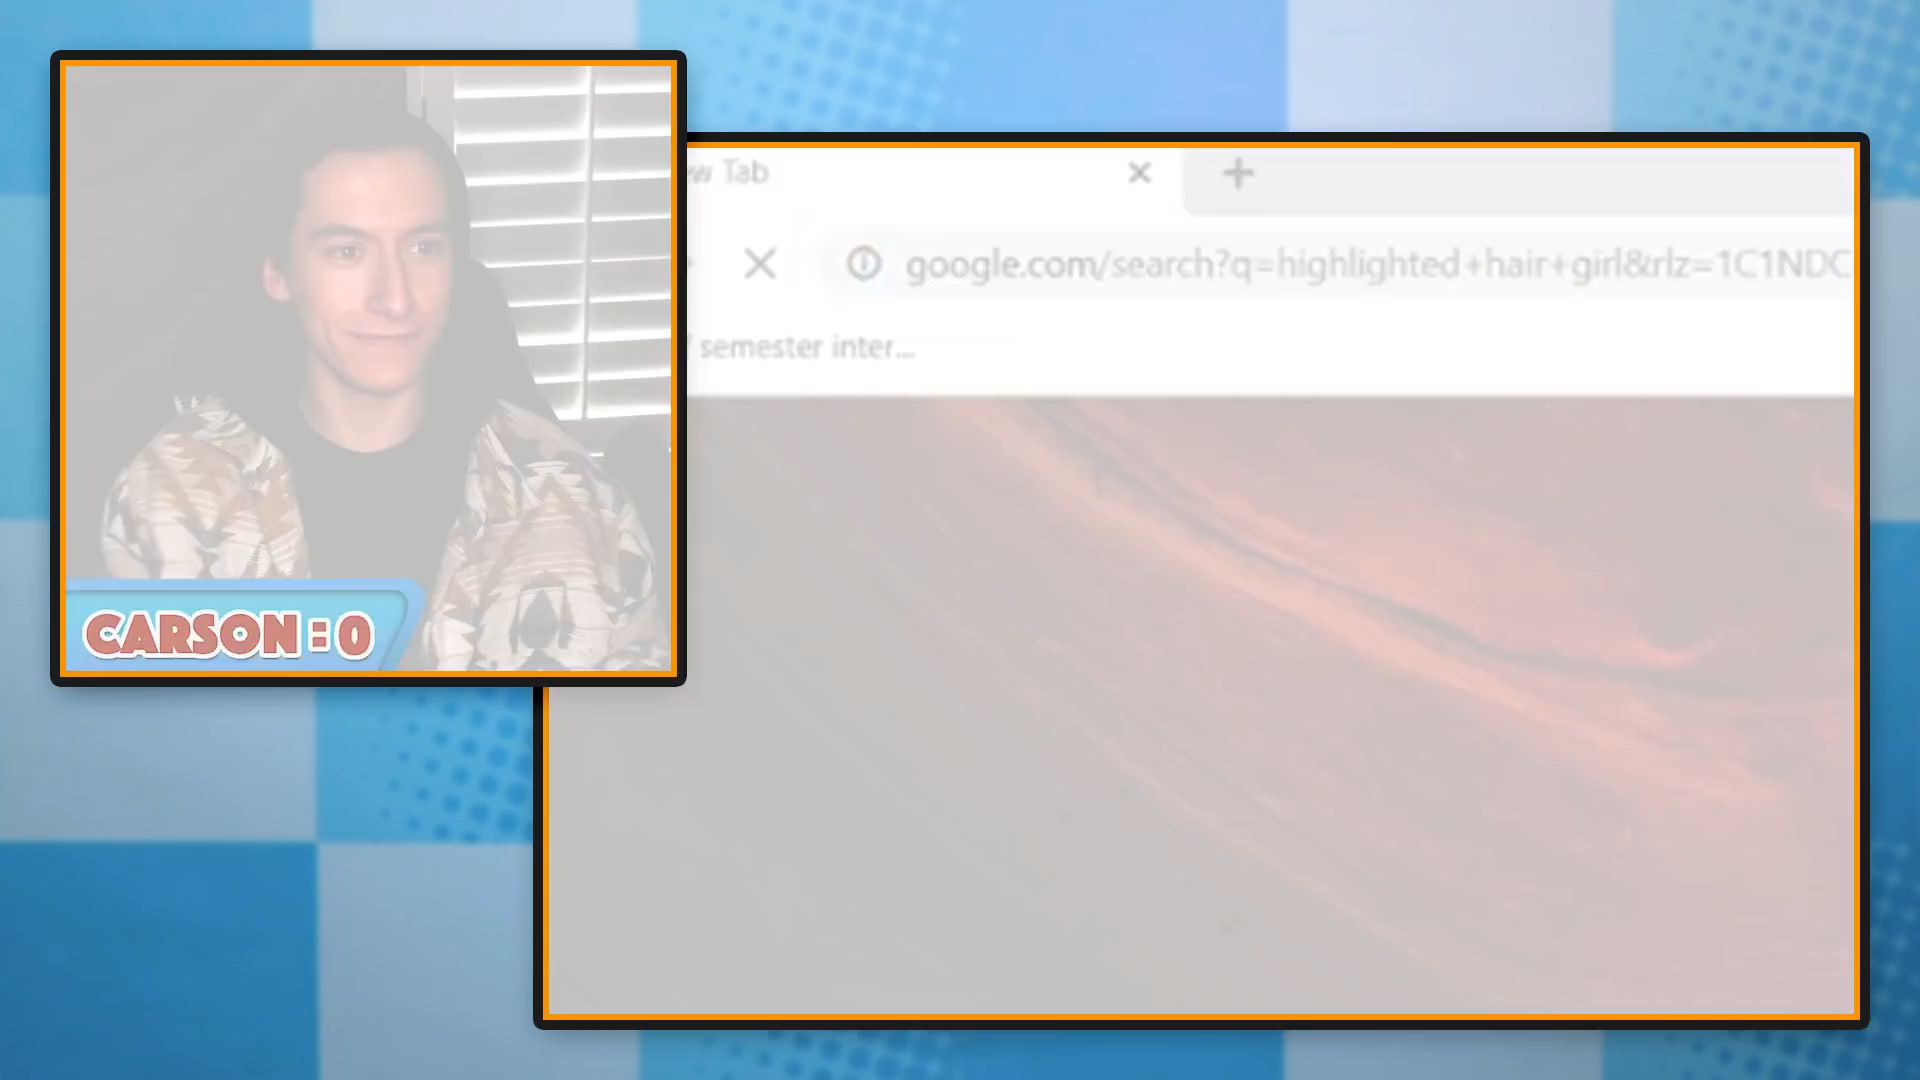 w Tab
google.com/search?q=highlighted+hair+girl&rlz=1C1NDC
semester inter...
CARSON : 0